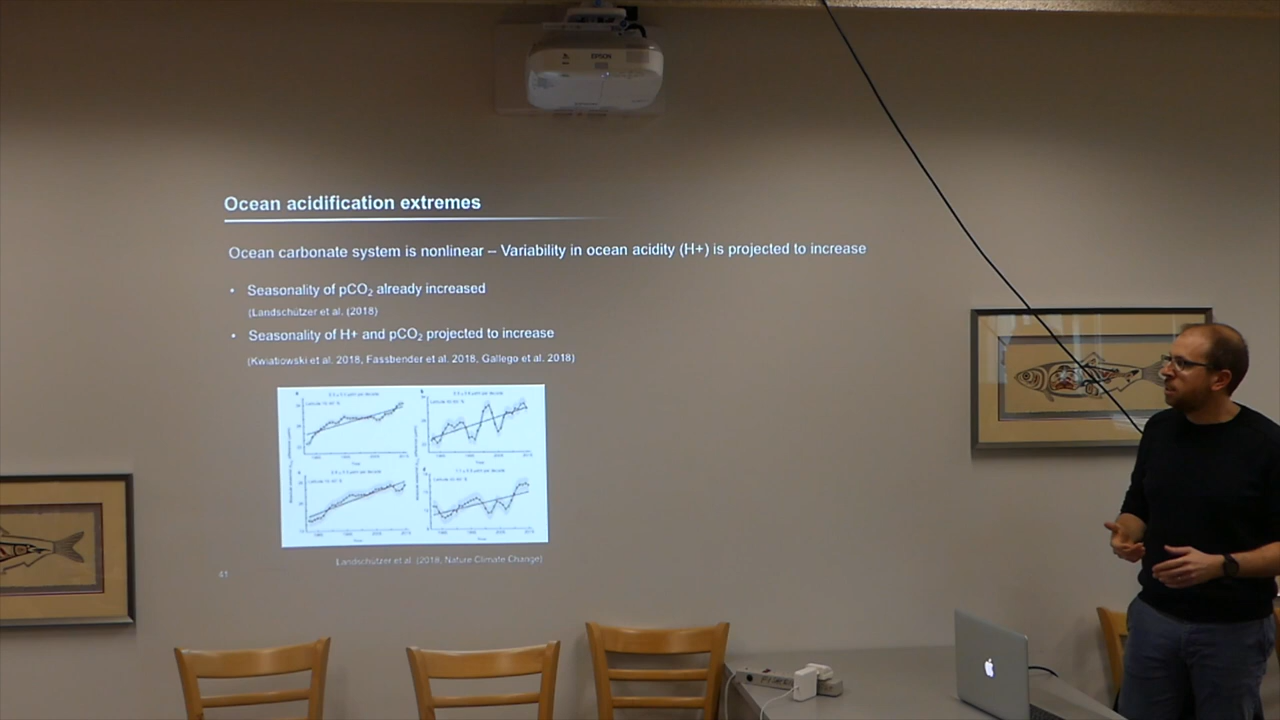 EPSON
Ocean acidification extremes
Ocean carbonate system is nonlinear – Variability in ocean acidity (H+) is projected to increase
• Seasonality of pCO₂ already increased
(Landschützer et al. (2018)
• Seasonality of H+ and pCO₂ projected to increase
(Kwiatkowski et al. 2018, Fassbender et al. 2018, Gallego et al. 2018)
Landschützer et al. (2018, Nature Climate Change)